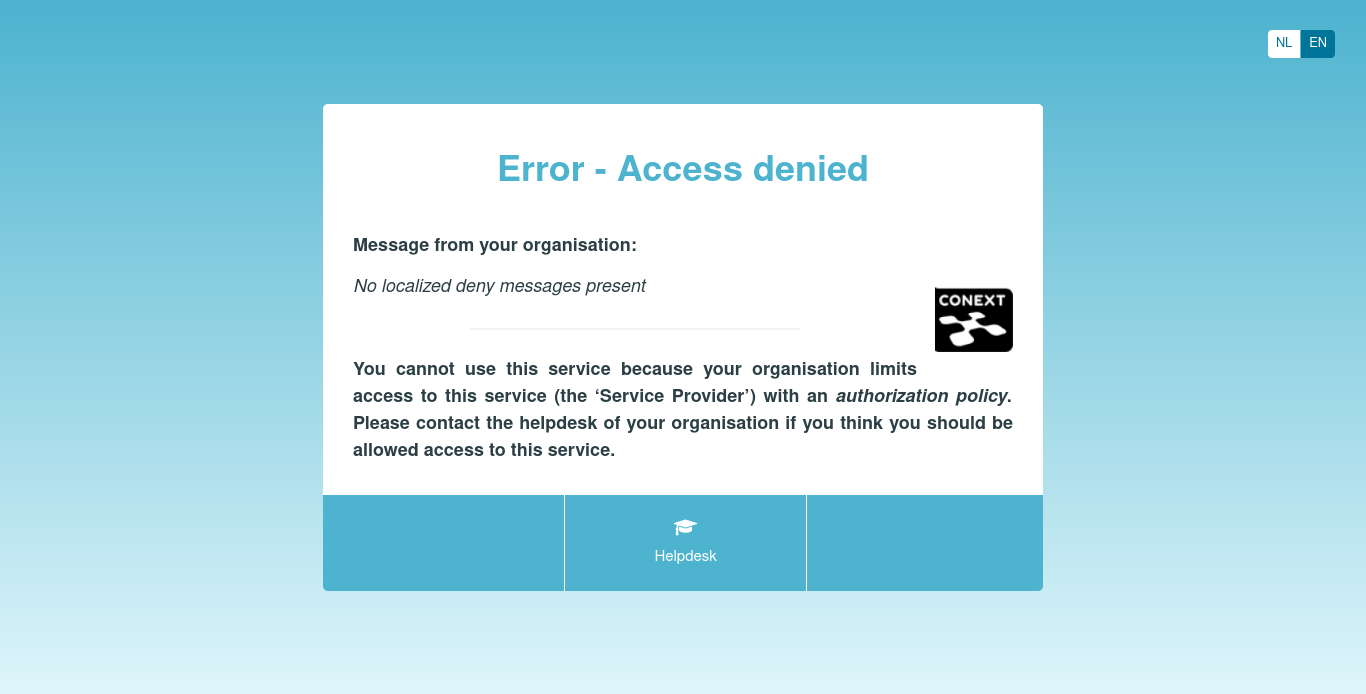 NL EN
Error - Access denied
Message from your organisation:
No localized deny messages present
CONEXT
You cannot use this service because your organisation limits
access to this service (the ‘Service Provider’) with an authorization policy.
Please contact the helpdesk of your organisation if you think you should be
allowed access to this service.
Helpdesk